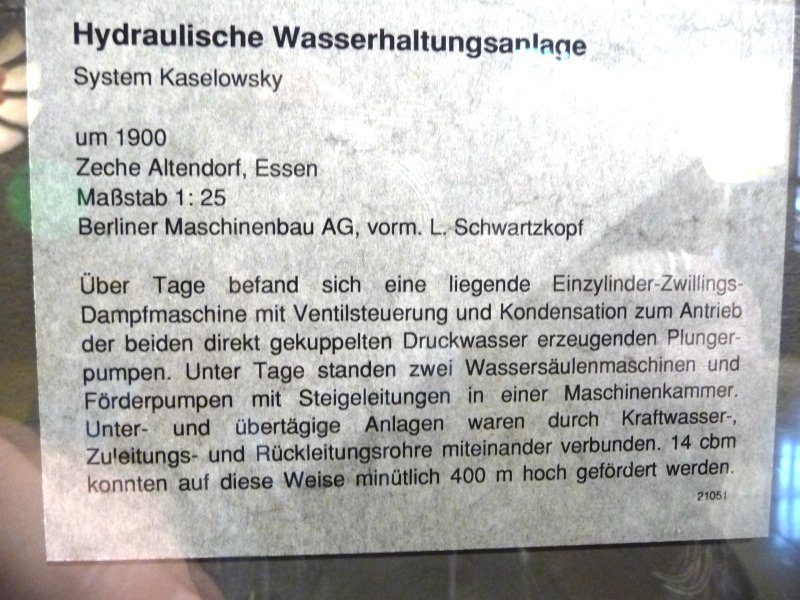 Hydraulische Wasserhaltungsanlage
System Kaselowsky
um 1900
Zeche Altendorf, Essen
Maßstab 1: 25
Berliner Maschinenbau AG, vorm. L. Schwartzkopf
Über Tage befand sich eine liegende Einzylinder-Zwillings-
Dampfmaschine mit Ventilsteuerung und Kondensation zum Antrieb
der beiden direkt gekuppelten Druckwasser erzeugenden Plunger-
pumpen. Unter Tage standen zwei Wassersäulenmaschinen und
Förderpumpen mit Steigeleitungen in einer Maschinenkammer.
Unter- und übertägige Anlagen waren durch Kraftwasser-,
Zuleitungs- und Rückleitungsrohre miteinander verbunden. 14 cbm
konnten auf diese Weise minütlich 400 m hoch gefördert werden.
21051